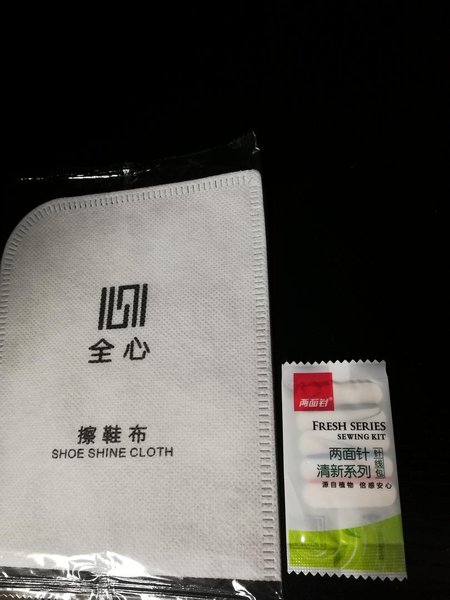 全心
擦鞋布
SHOE SHINE CLOTH
两面针
FRESH SERIES
SEWING KIT
两面针
清新系列
针线包
源自植物 倍感安心